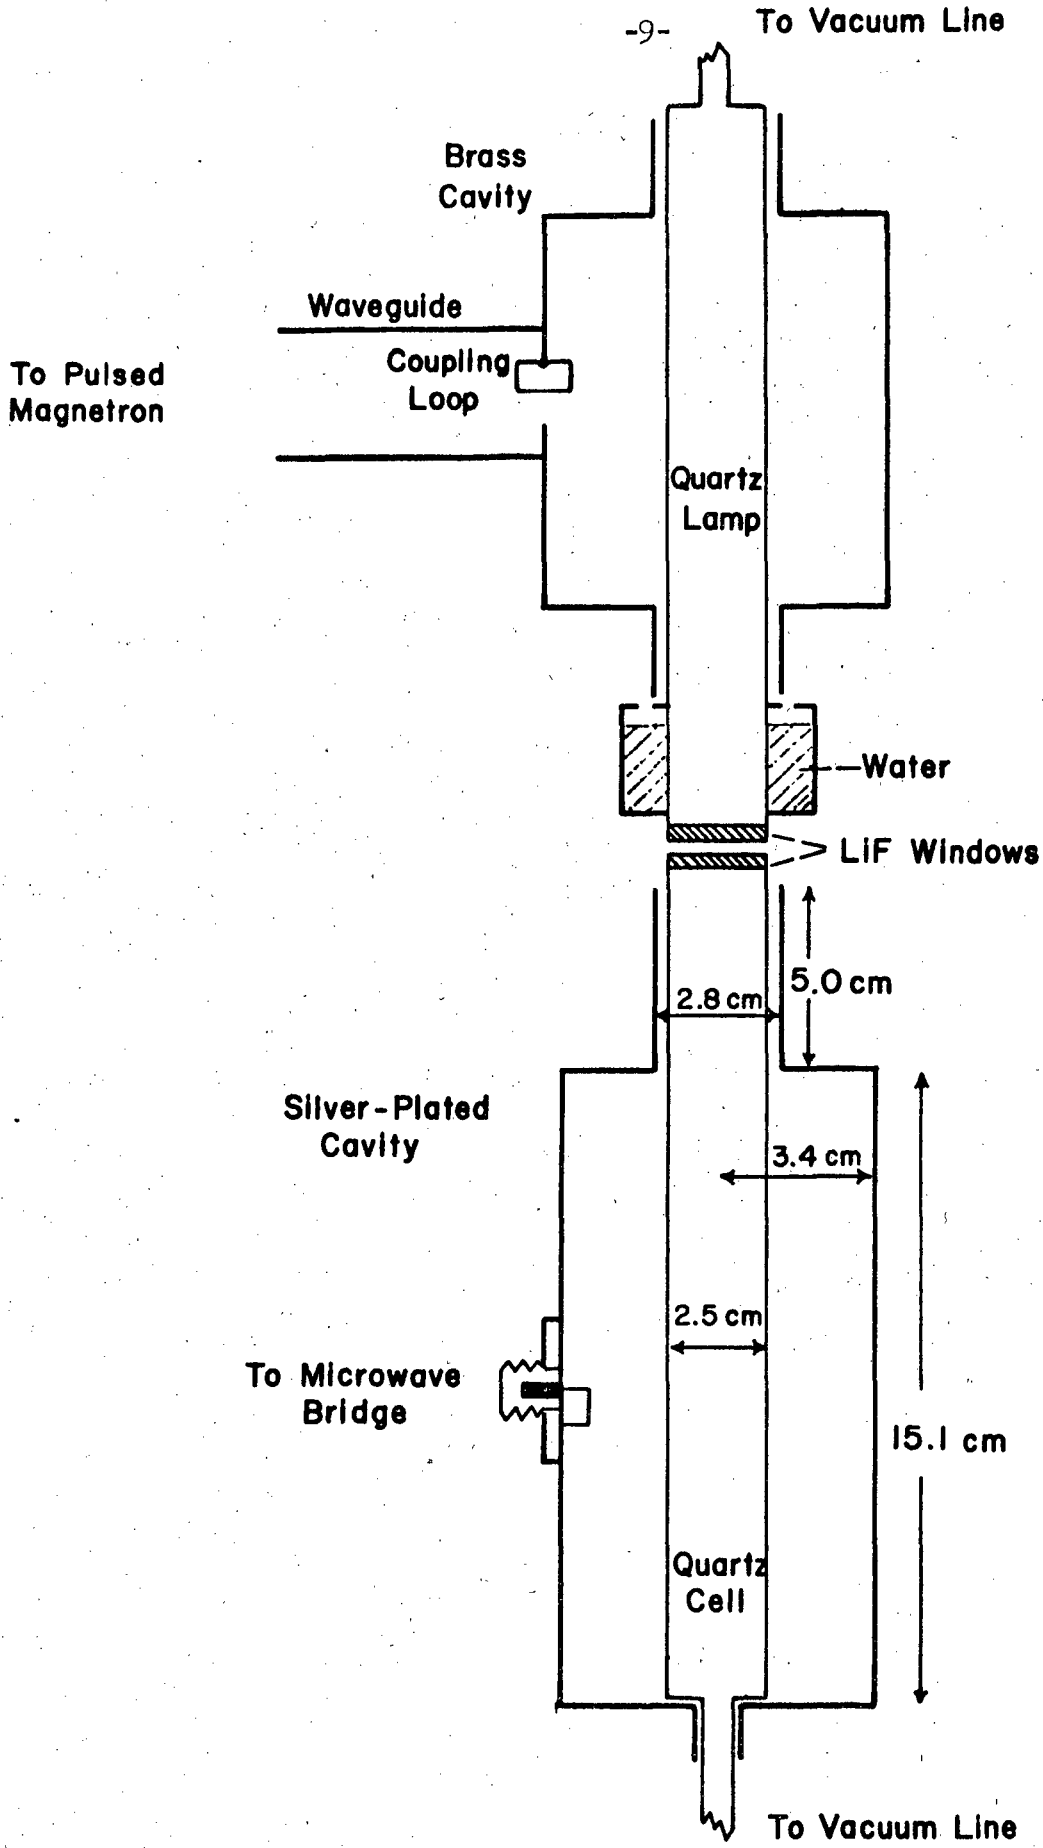 -9-
To Vacuum Line
Brass
Cavity
Waveguide
Coupling
Loop
To Pulsed
Magnetron
Quartz
Lamp
Water
LiF Windows
5.0 cm
2.8 cm
Silver-Plated
Cavity
3.4 cm
2.5 cm
To Microwave
Bridge
15.1 cm
Quartz
Cell
To Vacuum Line